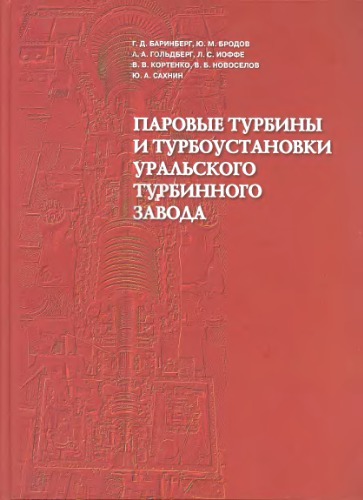 Г. Д. БАРИНБЕРГ, Ю. М. БРОДОВ
А. А. ГОЛЬДБЕРГ, Л. С. ИОФФЕ
В. В. КОРТЕНКО, В. Б. НОВОСЕЛОВ
Ю. А. САХНИН
ПАРОВЫЕ ТУРБИНЫ
И ТУРБОУСТАНОВКИ
УРАЛЬСКОГО
ТУРБИННОГО
ЗАВОДА